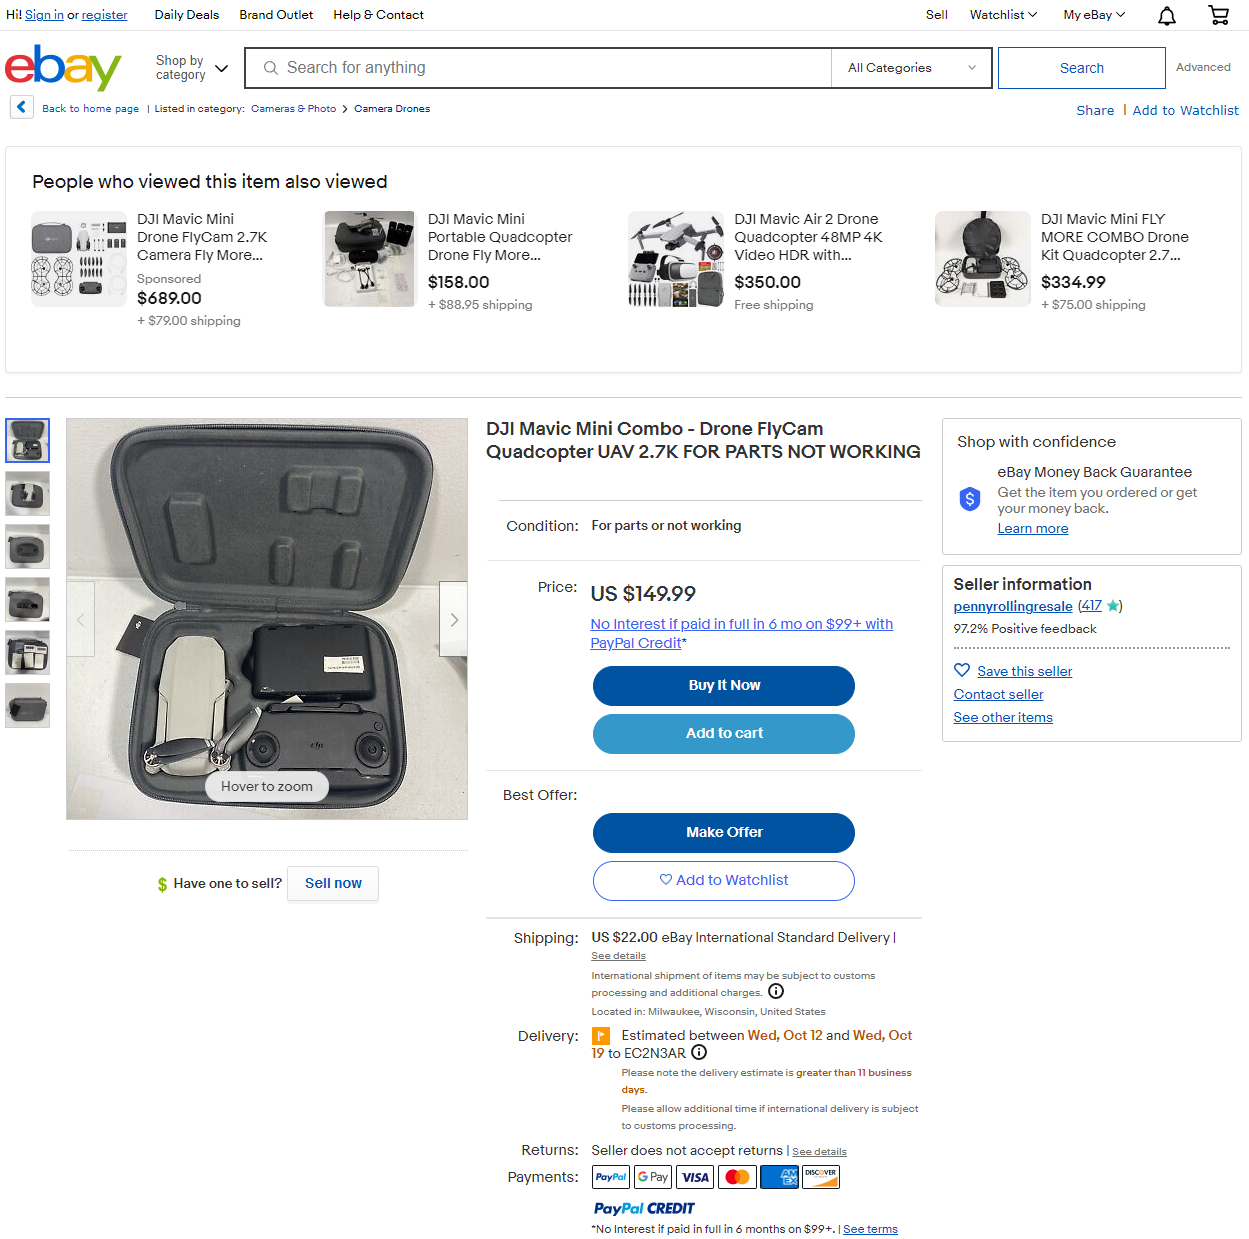 Hi! Sign in or register
Daily Deals
Brand Outlet
Help & Contact
Sell
Watchlist
My eBay
ebay
Shop by
category
Search for anything
All Categories
Search
Advanced
Back to home page | Listed in category: Cameras & Photo > Camera Drones
Share | Add to Watchlist
People who viewed this item also viewed
DJI Mavic Mini
Drone FlyCam 2.7K
Camera Fly More...
Sponsored
$689.00
+ $79.00 shipping
DJI Mavic Mini
Portable Quadcopter
Drone Fly More...
$158.00
+ $88.95 shipping
DJI Mavic Air 2 Drone
Quadcopter 48MP 4K
Video HDR with...
$350.00
Free shipping
DJI Mavic Mini FLY
MORE COMBO Drone
Kit Quadcopter 2.7...
$334.99
+ $75.00 shipping
dji
Hover to zoom
$ Have one to sell?
Sell now
DJI Mavic Mini Combo - Drone FlyCam
Quadcopter UAV 2.7K FOR PARTS NOT WORKING
Condition: For parts or not working
Price: US $149.99
No Interest if paid in full in 6 mo on $99+ with
PayPal Credit*
Buy It Now
Add to cart
Best Offer:
Make Offer
Add to Watchlist
Shipping: US $22.00 eBay International Standard Delivery |
See details
International shipment of items may be subject to customs
processing and additional charges.
Located in: Milwaukee, Wisconsin, United States
Delivery: Estimated between Wed, Oct 12 and Wed, Oct
19 to EC2N3AR
Please note the delivery estimate is greater than 11 business
days.
Please allow additional time if international delivery is subject
to customs processing.
Returns: Seller does not accept returns | See details
Payments: PayPal G Pay VISA AMEX DISCOVER
PayPal CREDIT
*No Interest if paid in full in 6 months on $99+. | See terms
Shop with confidence
eBay Money Back Guarantee
Get the item you ordered or get
your money back.
Learn more
Seller information
pennyrollingresale (417)
97.2% Positive feedback
Save this seller
Contact seller
See other items